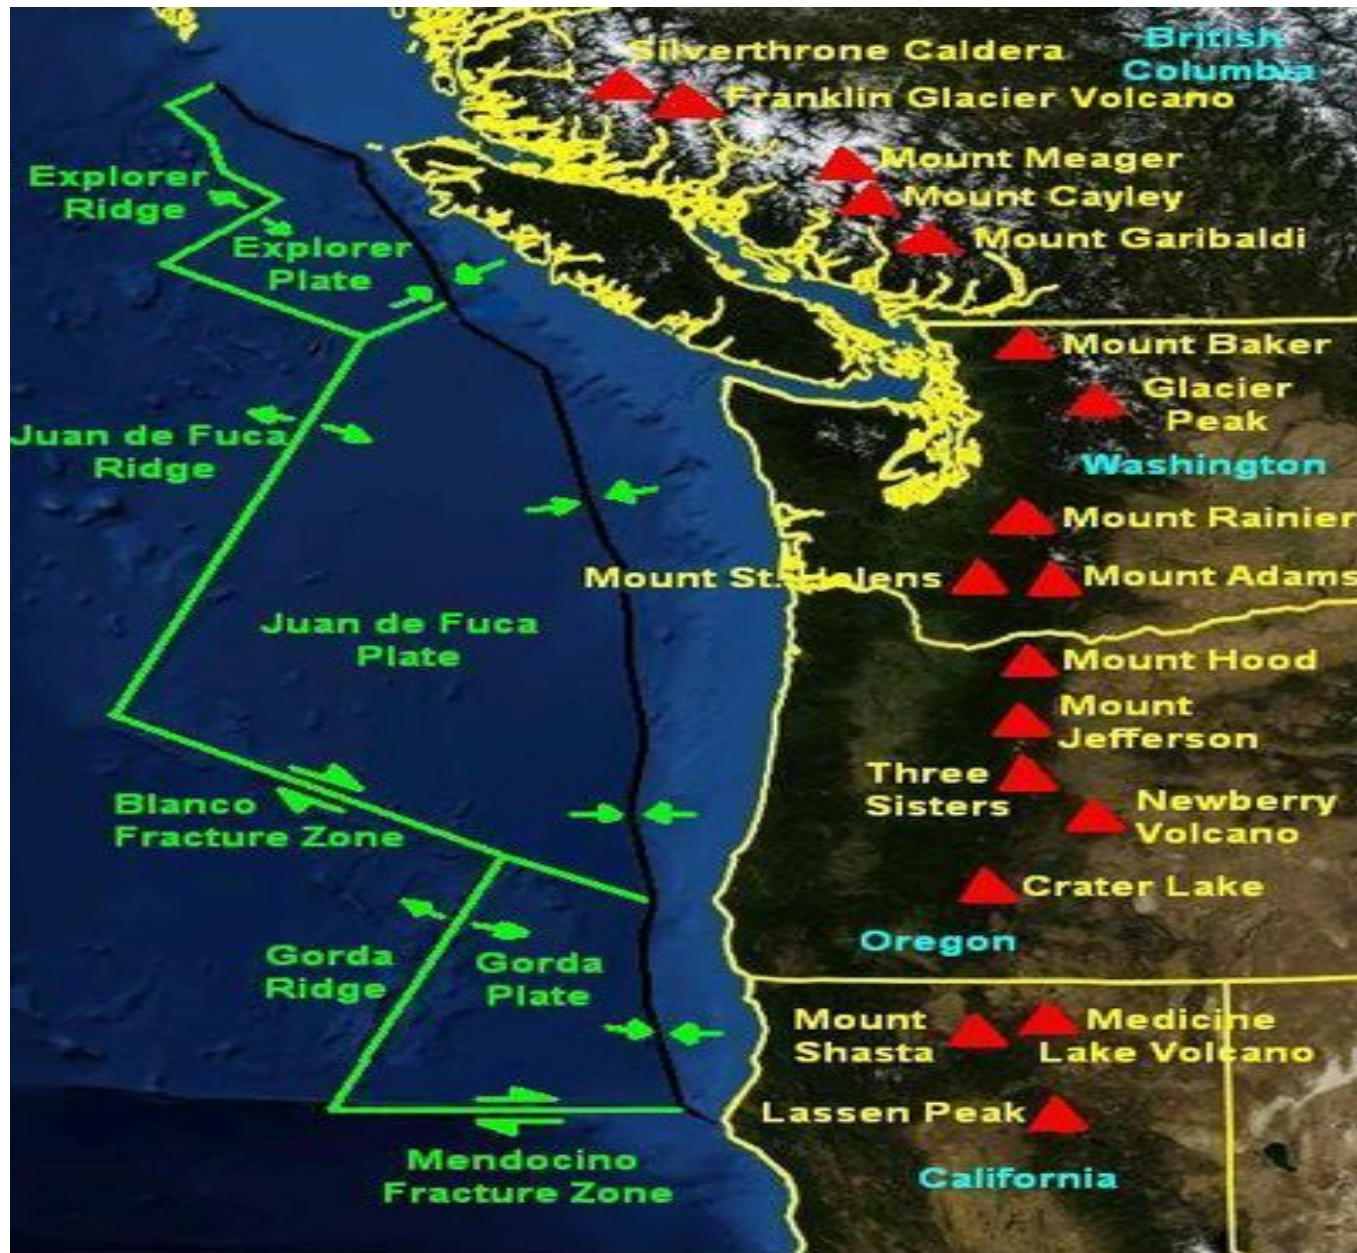 British
Columbia
Silverthrone Caldera
Franklin Glacier Volcano
Mount Meager
Mount Cayley
Mount Garibaldi
Explorer
Ridge
Explorer
Plate
Mount Baker
Glacier
Peak
Juan de Fuca
Ridge
Washington
Mount Rainier
Mount St. Helens
Mount Adams
Juan de Fuca
Plate
Mount Hood
Mount
Jefferson
Three
Sisters
Newberry
Volcano
Blanco
Fracture Zone
Crater Lake
Oregon
Gorda
Ridge
Gorda
Plate
Mount
Shasta
Medicine
Lake Volcano
Lassen Peak
Mendocino
Fracture Zone
California